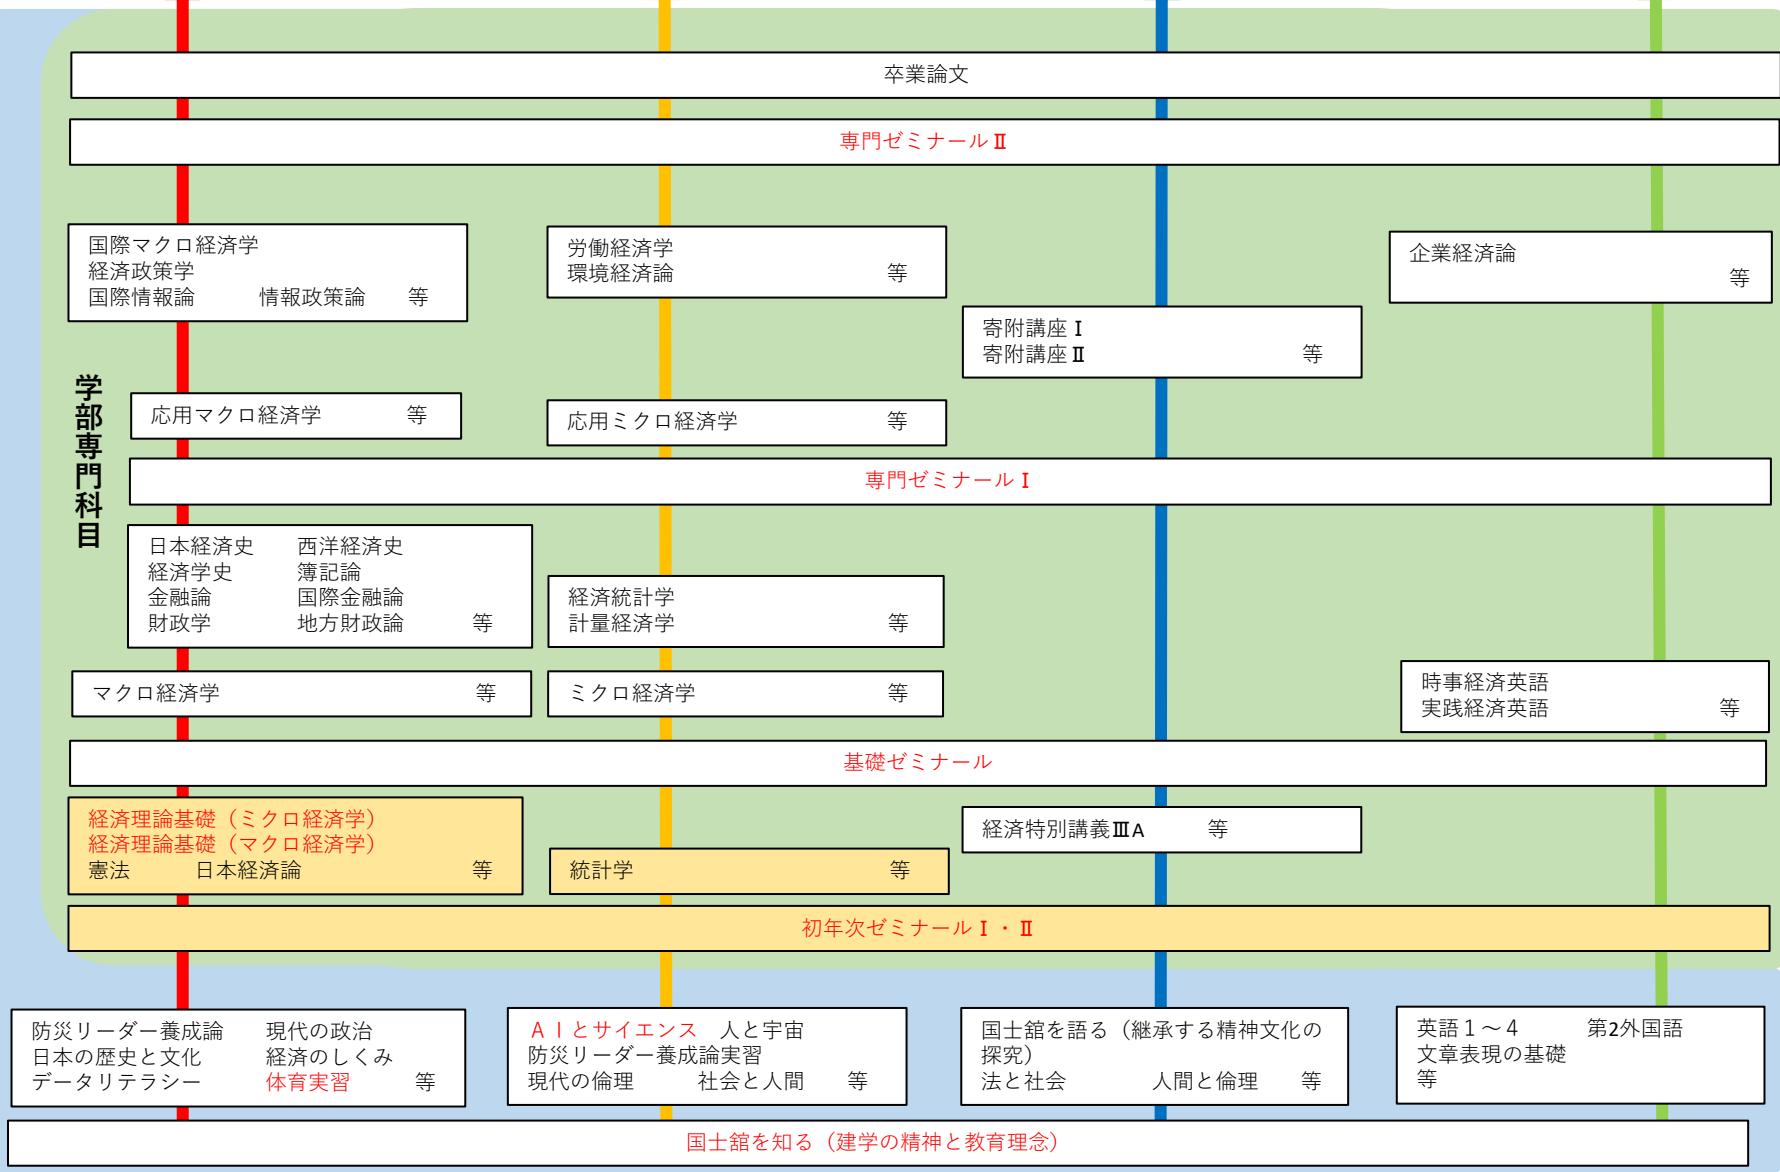 卒業論文
専門ゼミナールⅡ
国際マクロ経済学
経済政策学
国際情報論 情報政策論 等
労働経済学
環境経済論 等
企業経済論
等
寄附講座Ⅰ
寄附講座Ⅱ 等
学部専門科目
応用マクロ経済学 等
応用ミクロ経済学 等
専門ゼミナールⅠ
日本経済史 西洋経済史
経済学史 簿記論
金融論 国際金融論
財政学 地方財政論 等
経済統計学
計量経済学 等
マクロ経済学 等
ミクロ経済学 等
時事経済英語
実践経済英語 等
基礎ゼミナール
経済理論基礎（ミクロ経済学）
経済理論基礎（マクロ経済学）
憲法 日本経済論 等
統計学 等
経済特別講義ⅢA 等
初年次ゼミナールⅠ・Ⅱ
防災リーダー養成論 現代の政治
日本の歴史と文化 経済のしくみ
データリテラシー 体育実習 等
ＡＩとサイエンス 人と宇宙
防災リーダー養成論実習
現代の倫理 社会と人間 等
国士舘を語る（継承する精神文化の
探究）
法と社会 人間と倫理 等
英語１～４ 第2外国語
文章表現の基礎
等
国士舘を知る（建学の精神と教育理念）